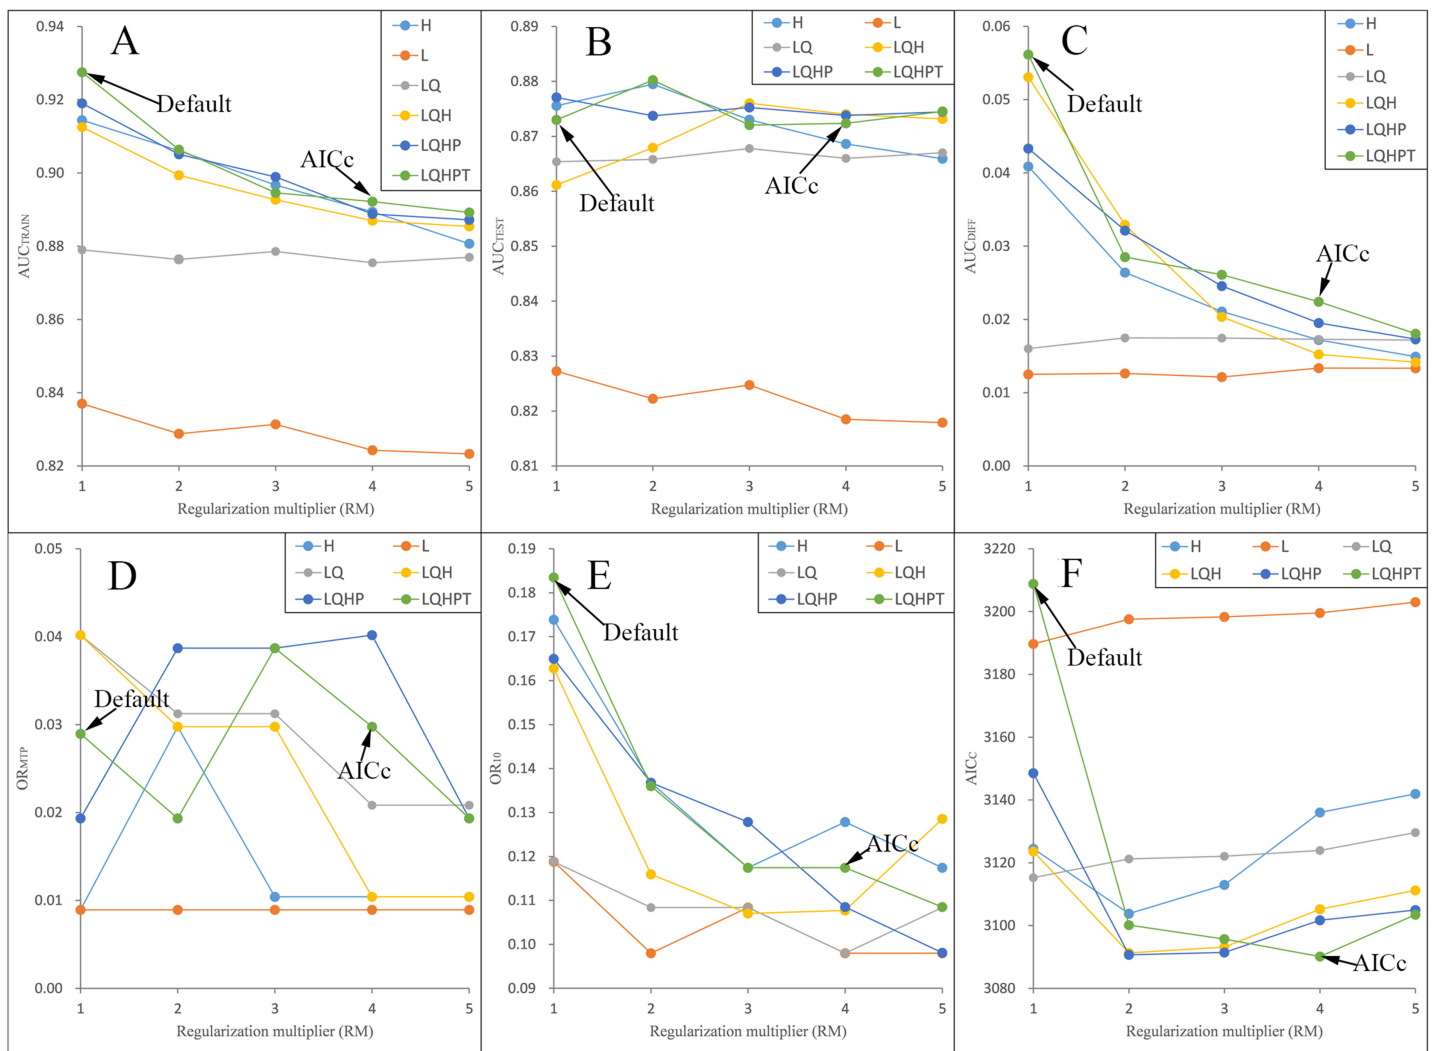 A
0.94
0.92
0.90
0.88
0.86
0.84
0.82
AUCTRAIN
1 2 3 4 5
Regularization multiplier (RM)
H
L
LQ
LQH
LQHP
LQHPT
Default
AICc
B
0.89
0.88
0.87
0.86
0.85
0.84
0.83
0.82
0.81
AUCTEST
1 2 3 4 5
Regularization multiplier (RM)
H L
LQ LQH
LQHP LQHPT
Default
AICc
C
0.06
0.05
0.04
0.03
0.02
0.01
0.00
AUCDIFF
1 2 3 4 5
Regularization multiplier (RM)
H
L
LQ
LQH
LQHP
LQHPT
Default
AICc
D
0.05
0.04
0.03
0.02
0.01
0.00
ORMTP
1 2 3 4 5
Regularization multiplier (RM)
H L
LQ LQH
LQHP LQHPT
Default
AICc
E
0.19
0.18
0.17
0.16
0.15
0.14
0.13
0.12
0.11
0.10
0.09
OR10
1 2 3 4 5
Regularization multiplier (RM)
H L
LQ LQH
LQHP LQHPT
Default
AICc
F
3220
3200
3180
3160
3140
3120
3100
3080
AICC
1 2 3 4 5
Regularization multiplier (RM)
H L LQ
LQH LQHP LQHPT
Default
AICc